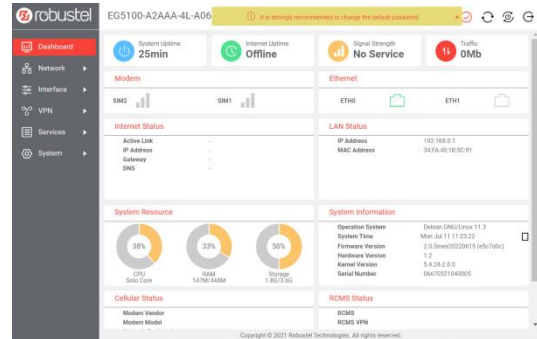 robustel
EG5100-A2AAA-4L-A06
It is strongly recommended to change the default password.
Dashboard
Network
Interface
VPN
Services
System
System Uptime
25min
Internet Uptime
Offline
Signal Strength
No Service
Traffic
0Mb
Modem
SIM2
SIM1
Ethernet
ETH0
ETH1
Internet Status
Active Link -
IP Address -
Gateway -
DNS -
LAN Status
IP Address 192.168.0.1
MAC Address 34:FA:40:1B:5C:91
System Resource
38%
CPU
Solo Core
33%
RAM
147M/448M
50%
Storage
1.8G/3.6G
System Information
Operation System Debian GNU/Linux 11.3
System Time Mon Jul 11 11:23:22
Firmware Version 2.0.0
Hardware Version 1.2
Kernel Version 5.4.24-2.0.0
Serial Number 06670321040005
Cellular Status
Modem Vendor
Modem Model
RCMS Status
RCMS
RCMS VPN
Copyright © 2021 Robustel Technologies. All rights reserved.